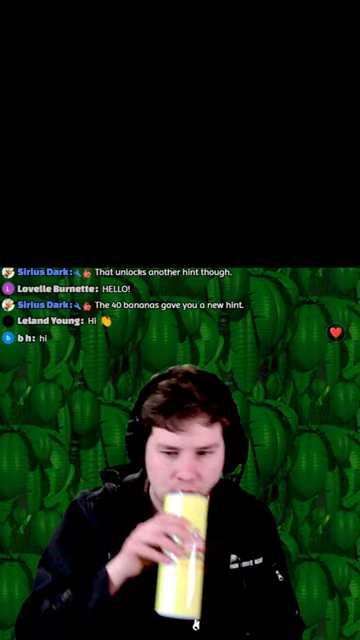 Sirius Dark: That unlocks another hint though.
Lovelle Burnette: HELLO!
Sirius Dark: The 40 bananas gave you a new hint.
Leland Young: HI 👋
b h: hi